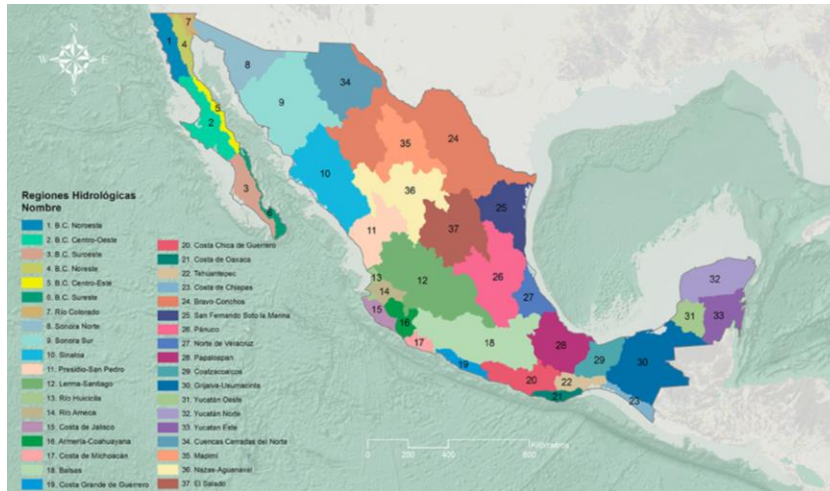 N
W E
S
7
1
4
8
34
9
5
2
24
35
10
36
3
6
25
37
11
12
13
14
26
15
16
27
32
31
33
17
18
28
19
29
30
20
22
21
23
Regiones Hidrológicas
Nombre
1. B.C. Noroeste
2. B.C. Centro-Oeste
3. B.C. Suroeste
4. B.C. Noreste
5. B.C. Centro-Este
6. B.C. Sureste
7. Río Colorado
8. Sonora Norte
9. Sonora Sur
10. Sinaloa
11. Presidio-San Pedro
12. Lerma-Santiago
13. Río Huicicila
14. Río Ameca
15. Costa de Jalisco
16. Armería-Coahuayana
17. Costa de Michoacán
18. Balsas
19. Costa Grande de Guerrero
20. Costa Chica de Guerrero
21. Costa de Oaxaca
22. Tehuantepec
23. Costa de Chiapas
24. Bravo-Conchos
25. San Fernando Soto la Marina
26. Pánuco
27. Norte de Veracruz
28. Papaloapan
29. Coatzacoalcos
30. Grijalva-Usumacinta
31. Yucatán Oeste
32. Yucatán Norte
33. Yucatán Este
34. Cuencas Cerradas del Norte
35. Mapimí
36. Nazas-Aguanaval
37. El Salado
0 200 400 800
Kilómetros